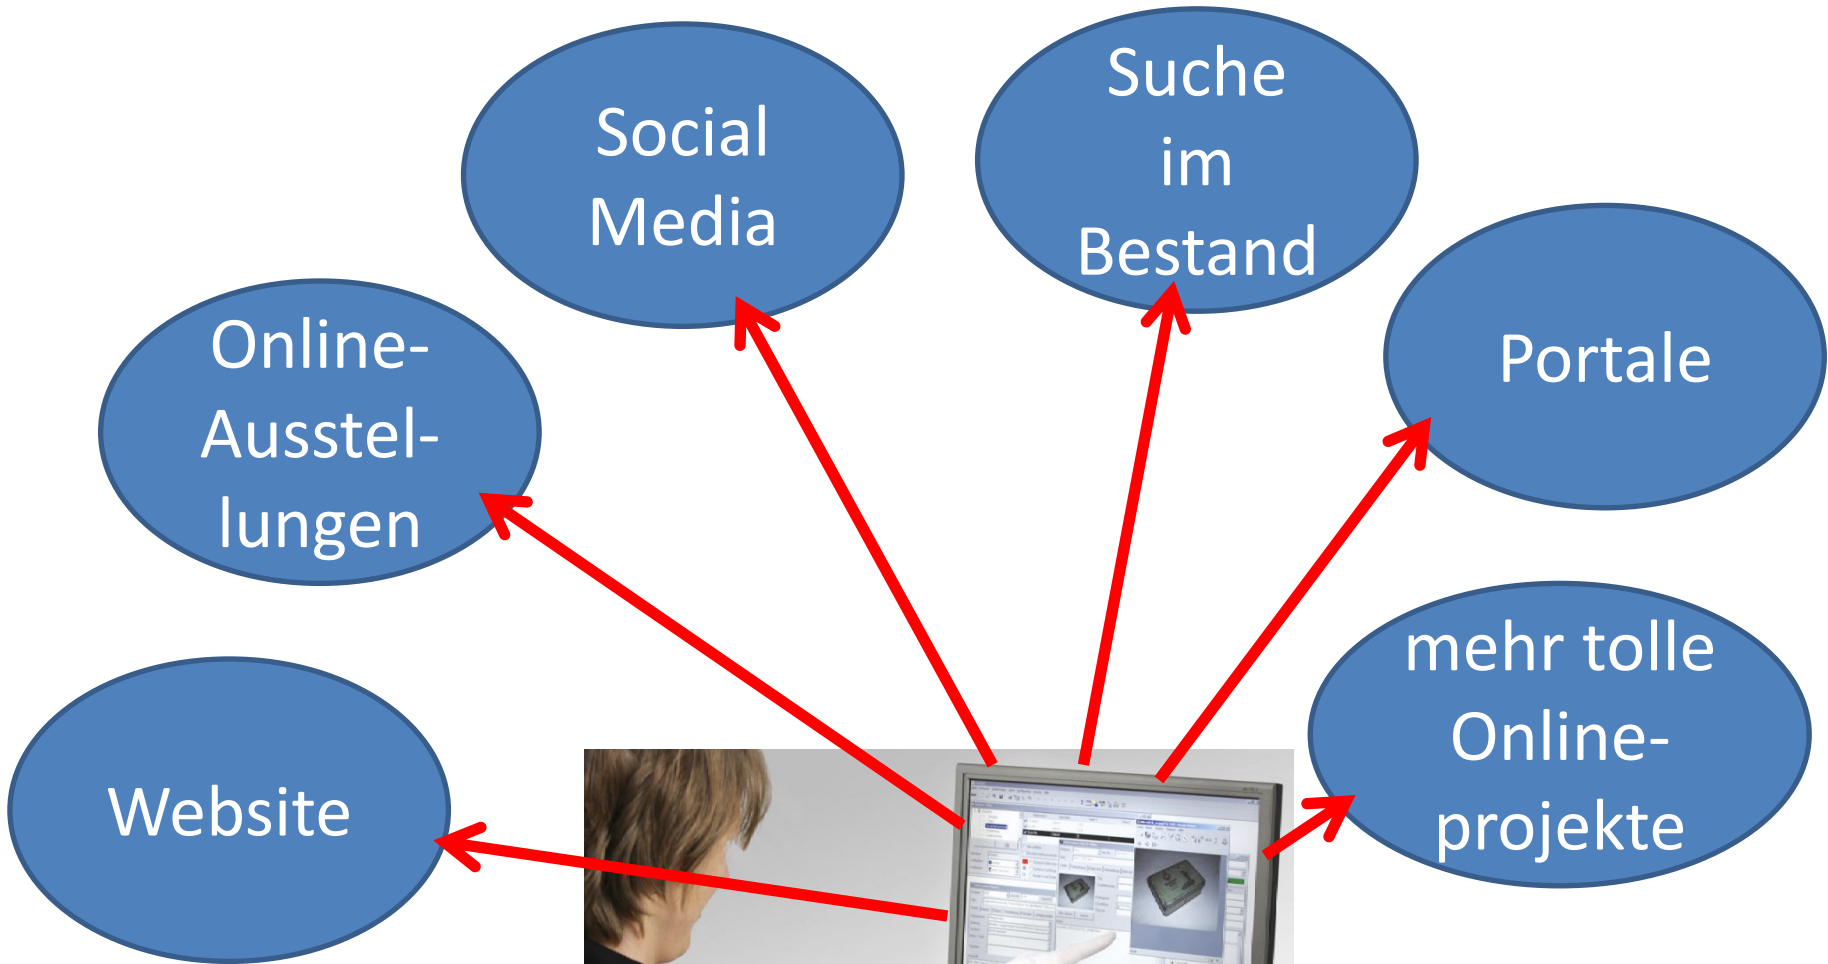 Social
Media
Suche
im
Bestand
Online-
Ausstel-
lungen
Portale
Website
mehr tolle
Online-
projekte